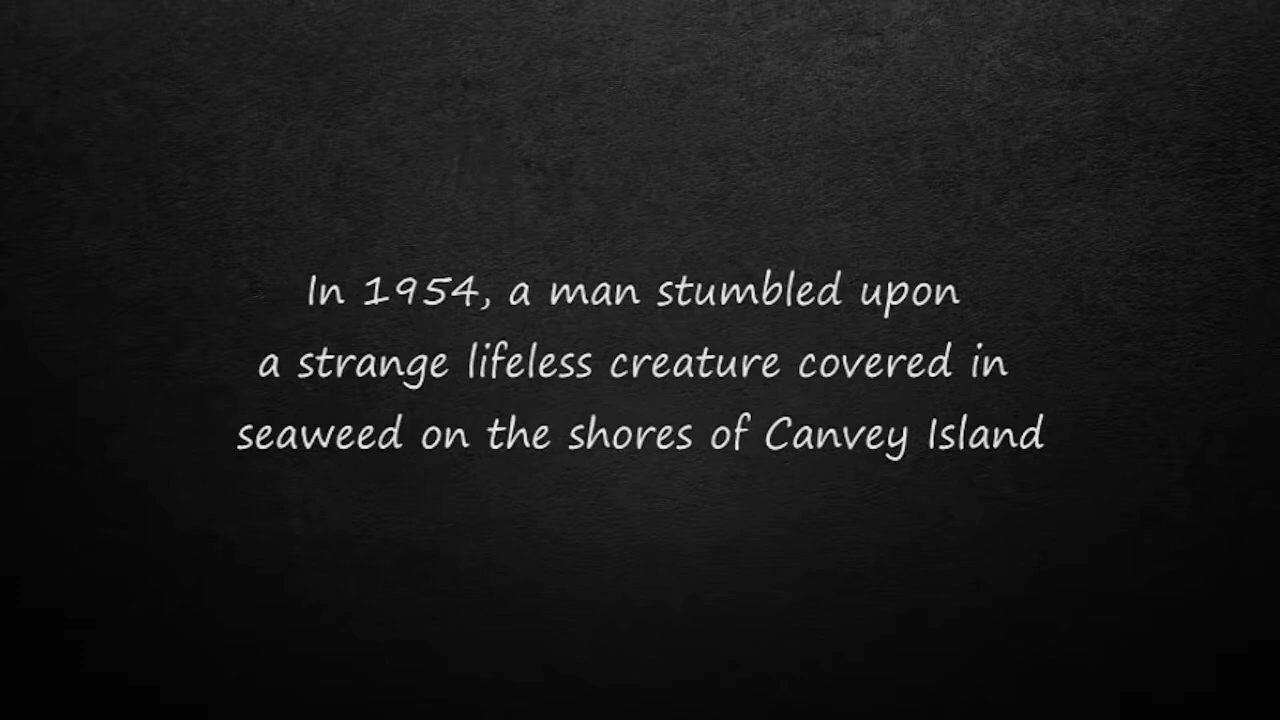 In 1954, a man stumbled upon
a strange lifeless creature covered in
seaweed on the shores of Canvey Island